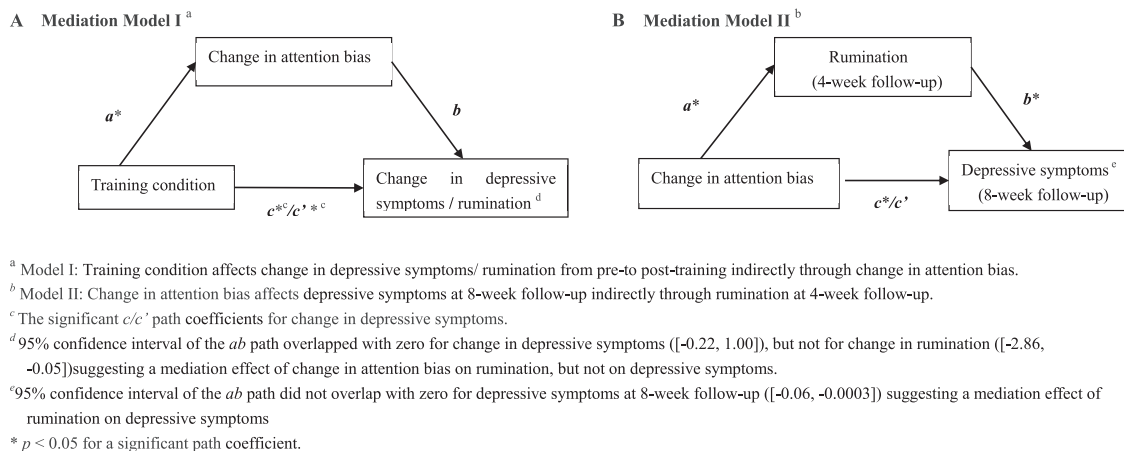 A Mediation Model I a
Change in attention bias
a*
b
Training condition
Change in depressive
symptoms / rumination d
c*c/c' *c
B Mediation Model II b
Rumination
(4-week follow-up)
a*
b*
Change in attention bias
Depressive symptoms e
(8-week follow-up)
c*/c'
a Model I: Training condition affects change in depressive symptoms/ rumination from pre-to post-training indirectly through change in attention bias.
b Model II: Change in attention bias affects depressive symptoms at 8-week follow-up indirectly through rumination at 4-week follow-up.
c The significant c/c' path coefficients for change in depressive symptoms.
d 95% confidence interval of the ab path overlapped with zero for change in depressive symptoms ([-0.22, 1.00]), but not for change in rumination ([-2.86,
-0.05])suggesting a mediation effect of change in attention bias on rumination, but not on depressive symptoms.
e95% confidence interval of the ab path did not overlap with zero for depressive symptoms at 8-week follow-up ([-0.06, -0.0003]) suggesting a mediation effect of
rumination on depressive symptoms
* p < 0.05 for a significant path coefficient.